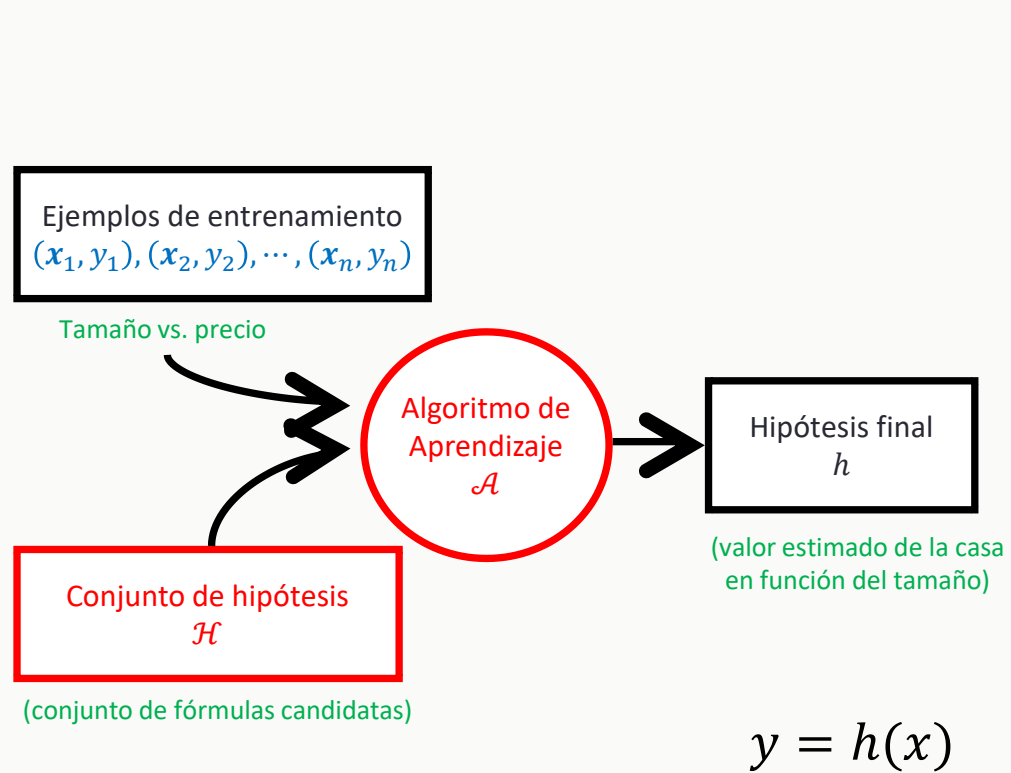 Ejemplos de entrenamiento
(𝒙₁, y₁), (𝒙₂, y₂), ⋯ , (𝒙ₙ, yₙ)
Tamaño vs. precio
Algoritmo de
Aprendizaje
𝒜
Hipótesis final
h
(valor estimado de la casa
en función del tamaño)
Conjunto de hipótesis
ℋ
(conjunto de fórmulas candidatas)
y = h(x)